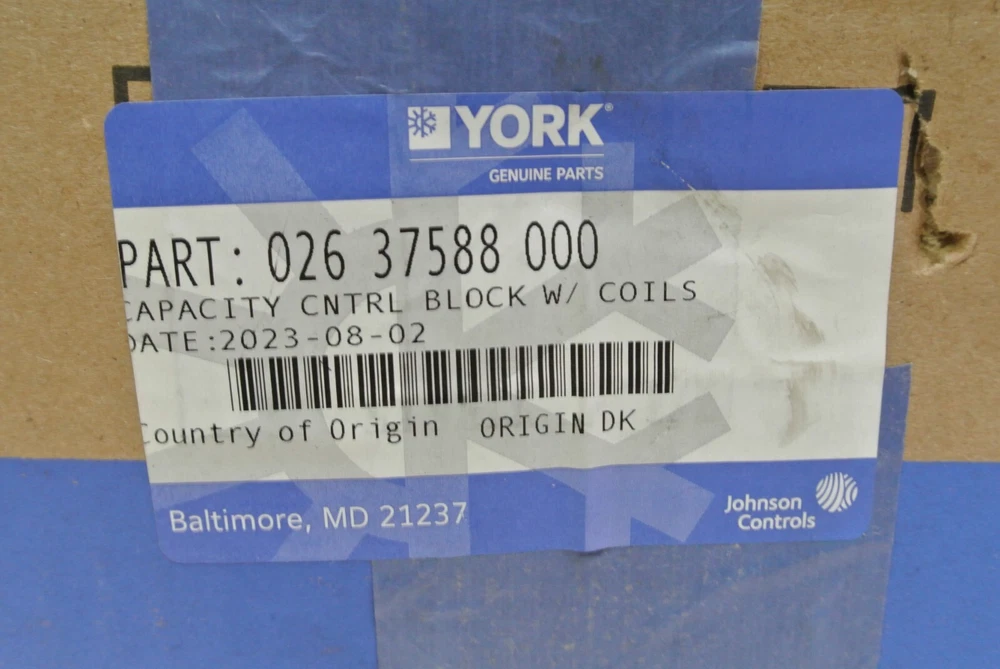 YORK®
GENUINE PARTS
PART: 026 37588 000
CAPACITY CNTRL BLOCK W/ COILS
DATE:2023-08-02
Country of Origin ORIGIN DK
Baltimore, MD 21237
Johnson
Controls